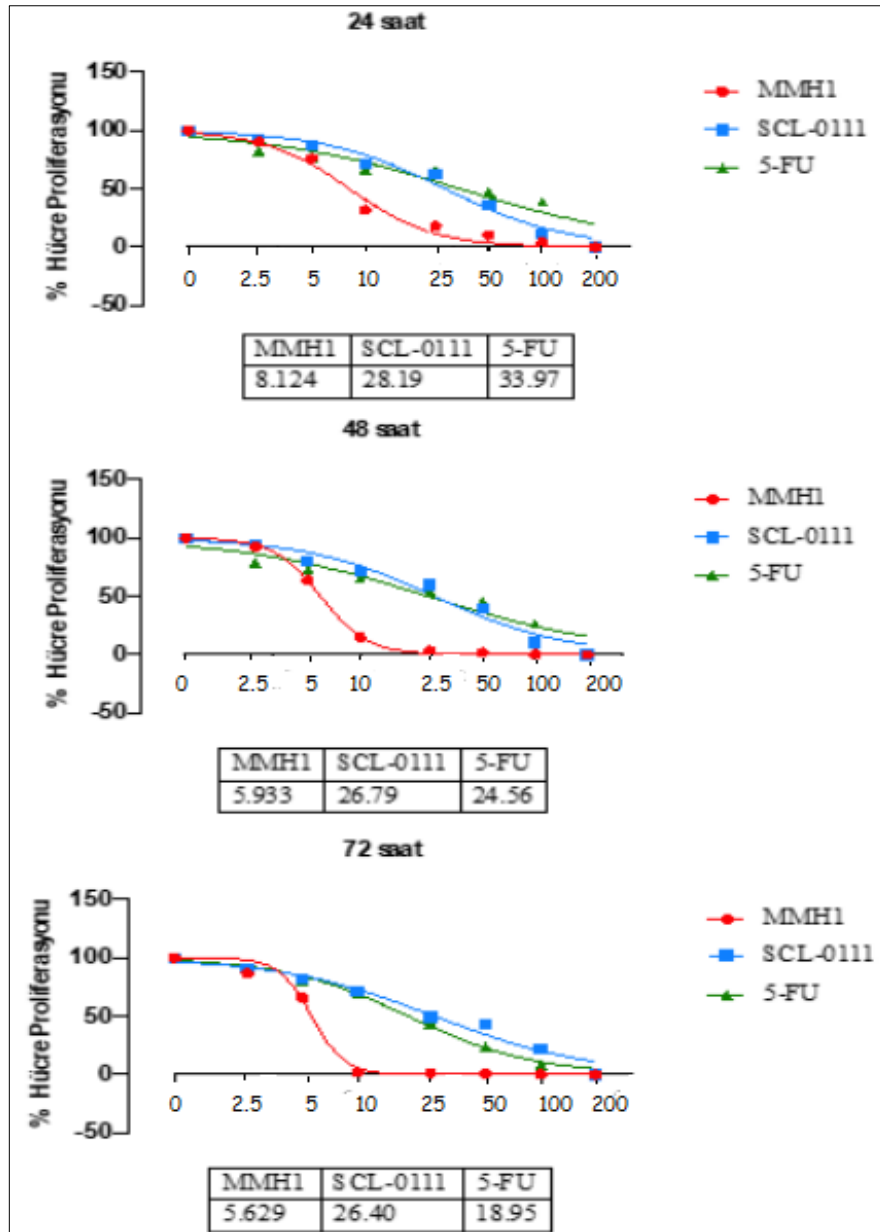 24 saat
% Hücre Proliferasyonu
150
100
50
0
-50
0 2.5 5 10 25 50 100 200
MMH1
SCL-0111
5-FU
MMH1 SCL-0111 5-FU
8.124 28.19 33.97
48 saat
% Hücre Proliferasyonu
150
100
50
0
-50
0 2.5 5 10 2.5 50 100 200
MMH1
SCL-0111
5-FU
MMH1 SCL-0111 5-FU
5.933 26.79 24.56
72 saat
% Hücre Proliferasyonu
150
100
50
0
-50
0 2.5 5 10 25 50 100 200
MMH1
SCL-0111
5-FU
MMH1 SCL-0111 5-FU
5.629 26.40 18.95